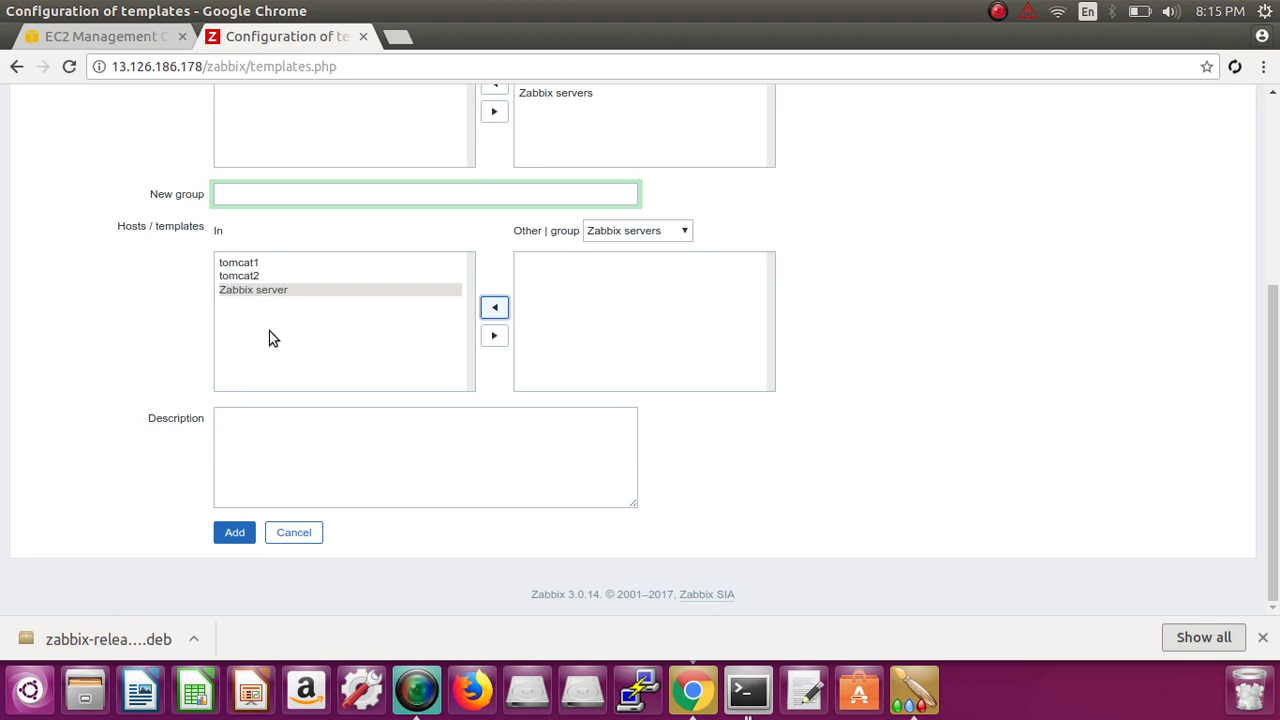 Configuration of templates - Google Chrome
En
8:15 PM
EC2 Management C
Configuration of te
13.126.186.178/zabbix/templates.php
Zabbix servers
New group
Hosts / templates
In
Other | group
Zabbix servers
tomcat1
tomcat2
Zabbix server
Description
Add
Cancel
Zabbix 3.0.14. © 2001–2017, Zabbix SIA
zabbix-relea....deb
Show all